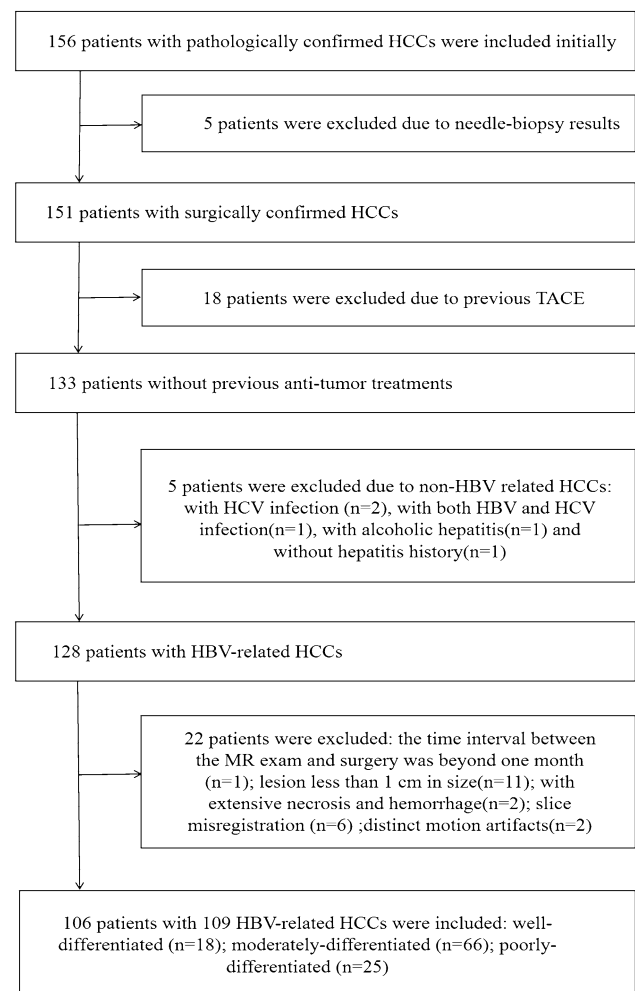 156 patients with pathologically confirmed HCCs were included initially
5 patients were excluded due to needle-biopsy results
151 patients with surgically confirmed HCCs
18 patients were excluded due to previous TACE
133 patients without previous anti-tumor treatments
5 patients were excluded due to non-HBV related HCCs:
with HCV infection (n=2), with both HBV and HCV
infection(n=1), with alcoholic hepatitis(n=1) and
without hepatitis history(n=1)
128 patients with HBV-related HCCs
22 patients were excluded: the time interval between
the MR exam and surgery was beyond one month
(n=1); lesion less than 1 cm in size(n=11); with
extensive necrosis and hemorrhage(n=2); slice
misregistration (n=6) ;distinct motion artifacts(n=2)
106 patients with 109 HBV-related HCCs were included: well-
differentiated (n=18); moderately-differentiated (n=66); poorly-
differentiated (n=25)